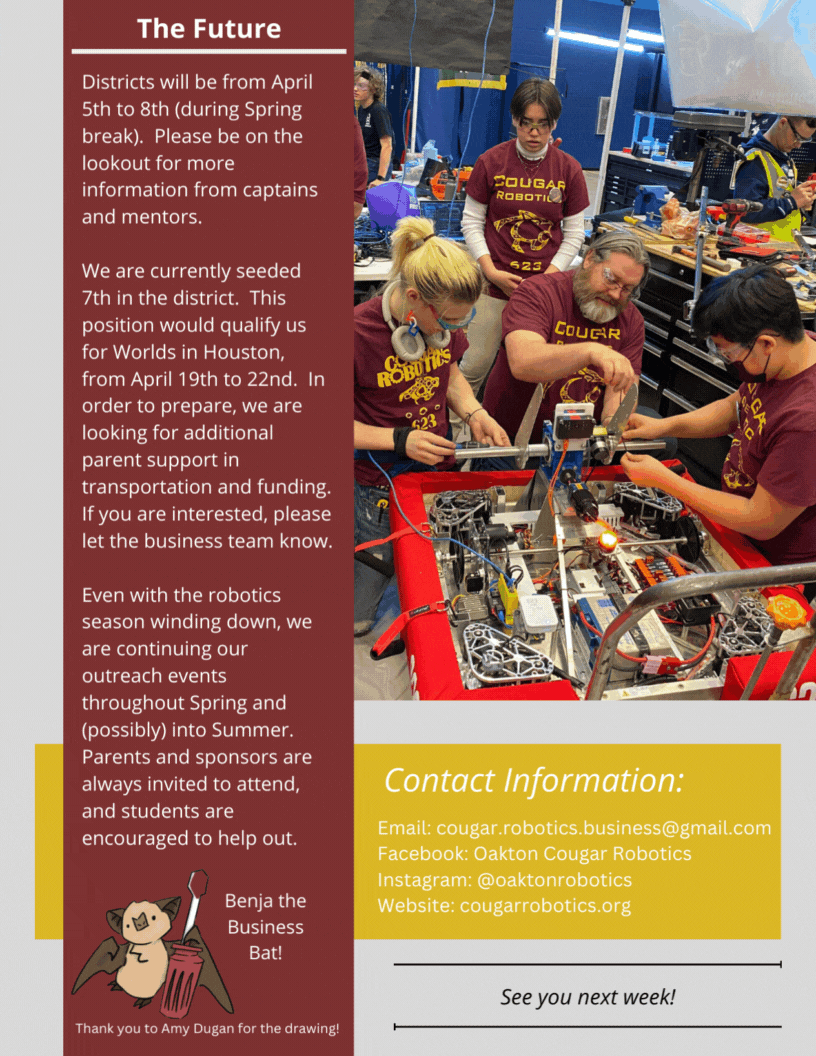 The Future
Districts will be from April
5th to 8th (during Spring
break).  Please be on the
lookout for more
information from captains
and mentors.
We are currently seeded
7th in the district.  This
position would qualify us
for Worlds in Houston,
from April 19th to 22nd.  In
order to prepare, we are
looking for additional
parent support in
transportation and funding.
If you are interested, please
let the business team know.
Even with the robotics
season winding down, we
are continuing our
outreach events
throughout Spring and
(possibly) into Summer.
Parents and sponsors are
always invited to attend,
and students are
encouraged to help out.
Benja the
Business
Bat!
Thank you to Amy Dugan for the drawing!
COUGAR
ROBOTIC
623
COUGAR
ROBOTICS
623
Contact Information:
Email: cougar.robotics.business@gmail.com
Facebook: Oakton Cougar Robotics
Instagram: @oaktonrobotics
Website: cougarrobotics.org
See you next week!